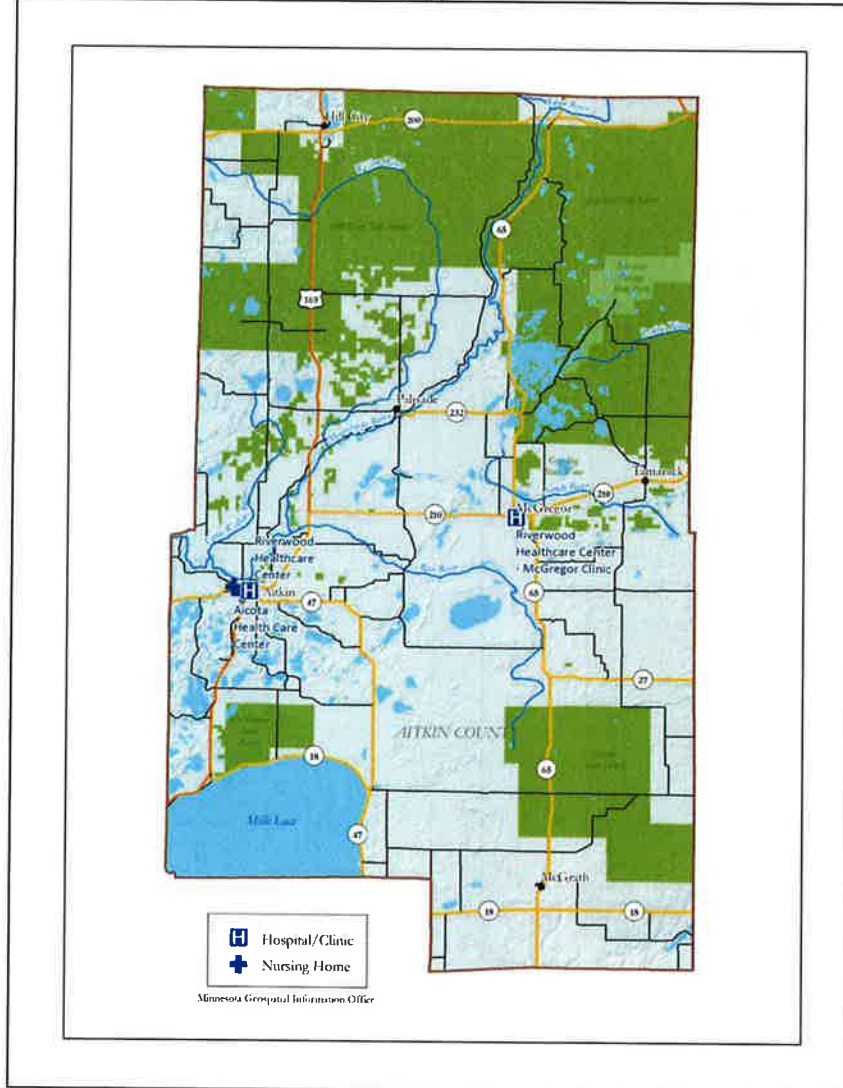 Hill City
200
65
169
Palisade
232
Tamarack
210
210
McGregor
Riverwood
Healthcare Center
- McGregor Clinic
Riverwood
Healthcare
Center
Aitkin
47
Aicota
Health Care
Center
65
27
AITKIN COUNTY
18
65
Mille Lacs
47
McGrath
18
18
Hospital/Clinic
Nursing Home
Minnesota Geospatial Information Office